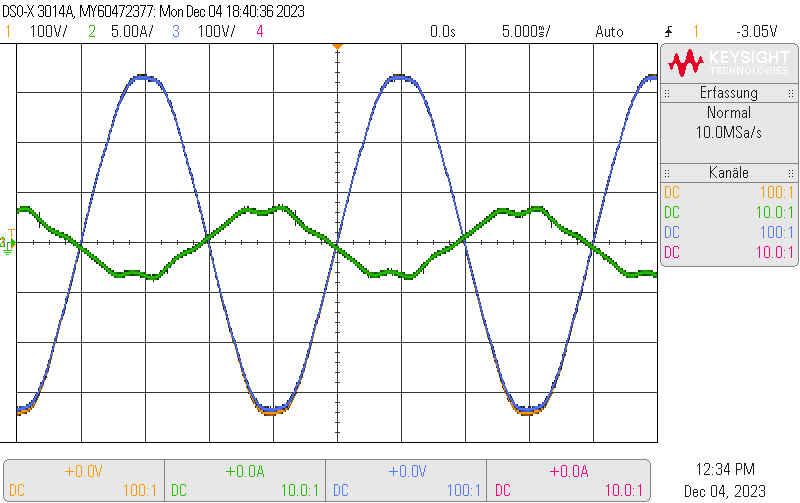 DSO-X 3014A, MY60472377: Mon Dec 04 18:40:36 2023
1 100V/ 2 5.00A/ 3 100V/ 4 0.0s 5.000ms/ Auto 1 -3.05V
KEYSIGHT
TECHNOLOGIES
Erfassung
Normal
10.0MSa/s
Kanäle
DC 100:1
DC 10.0:1
DC 100:1
DC 10.0:1
+0.0V +0.0A +0.0V +0.0A
DC 100:1 DC 10.0:1 DC 100:1 DC 10.0:1
12:34 PM
Dec 04, 2023